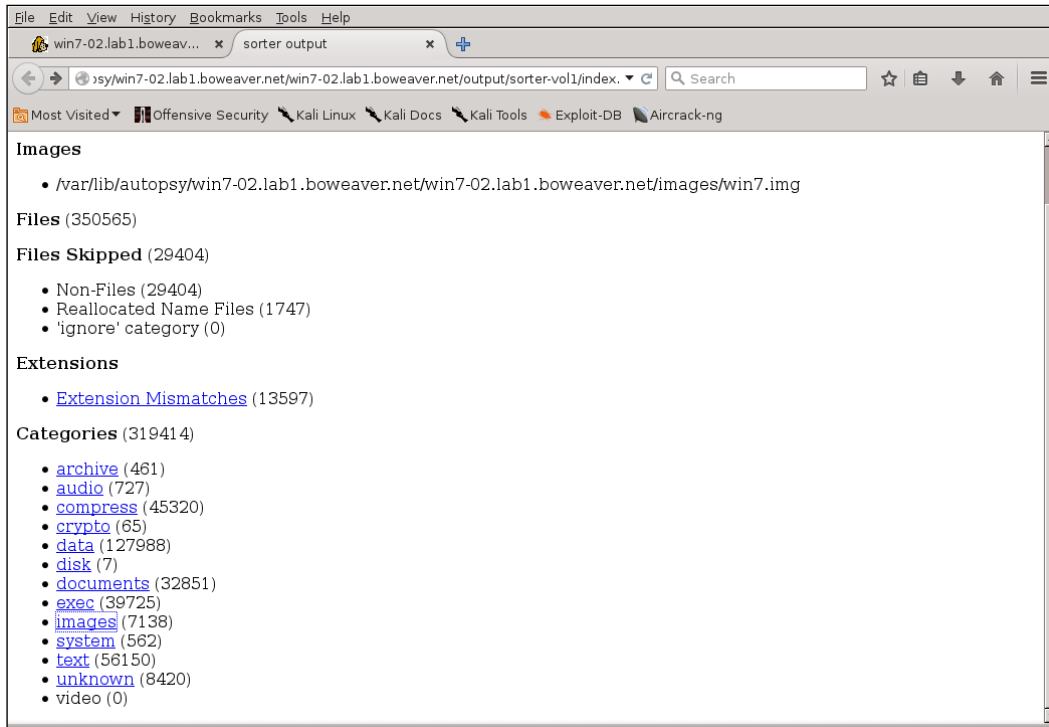 File Edit View History Bookmarks Tools Help
win7-02.lab1.boweav... × sorter output ×
osy/win7-02.lab1.boweaver.net/win7-02.lab1.boweaver.net/output/sorter-vol1/index. Search
Most Visited Offensive Security Kali Linux Kali Docs Kali Tools Exploit-DB Aircrack-ng
Images
• /var/lib/autopsy/win7-02.lab1.boweaver.net/win7-02.lab1.boweaver.net/images/win7.img
Files (350565)
Files Skipped (29404)
• Non-Files (29404)
• Reallocated Name Files (1747)
• 'ignore' category (0)
Extensions
• Extension Mismatches (13597)
Categories (319414)
• archive (461)
• audio (727)
• compress (45320)
• crypto (65)
• data (127988)
• disk (7)
• documents (32851)
• exec (39725)
• images (7138)
• system (562)
• text (56150)
• unknown (8420)
• video (0)